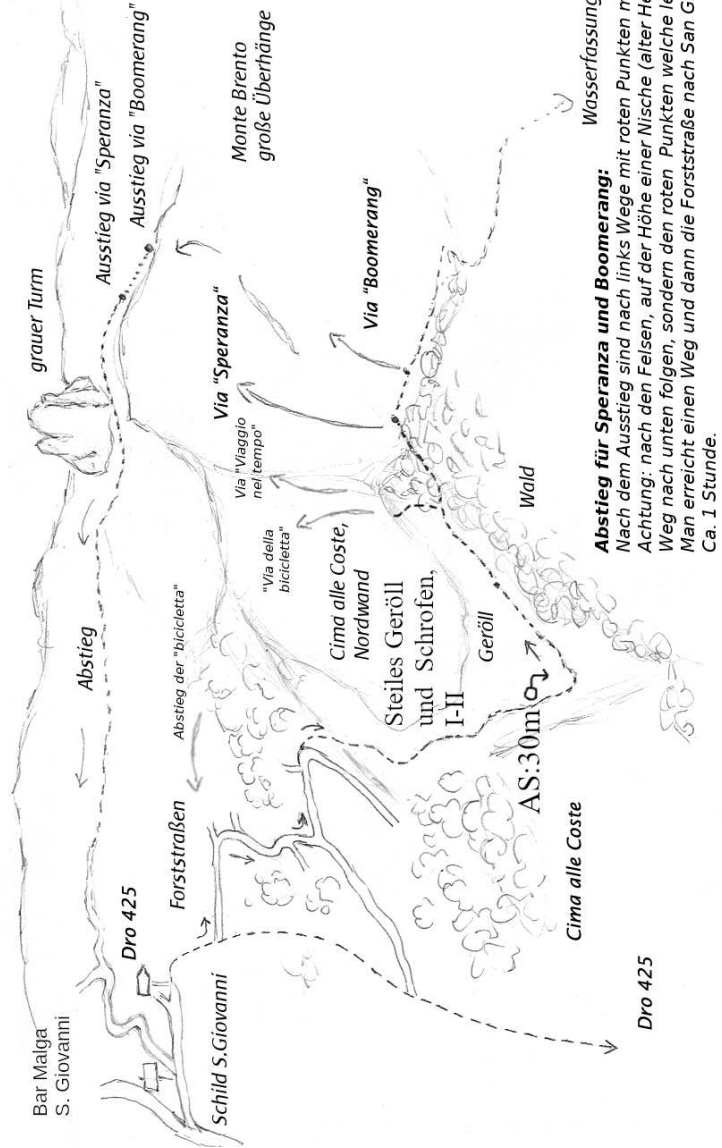 Bar Malga
S. Giovanni
grauer Turm
Ausstieg via "Speranza"
Ausstieg via "Boomerang"
Abstieg
Dro 425
Abstieg der "bicicletta"
Forststraßen
Schild S.Giovanni
Via "Speranza"
Monte Brento
große Überhänge
Via "Viaggio
nel tempo"
"Via della
bicicletta"
Via "Boomerang"
Cima alle Coste,
Nordwand
Steiles Geröll
und Schrofen,
I-II
Geröll
AS:30m
Wald
Cima alle Coste
Wasserfassung
Dro 425
Abstieg für Speranza und Boomerang:
Nach dem Ausstieg sind nach links Wege mit roten Punkten m
Achtung: nach den Felsen, auf der Höhe einer Nische (alter He
Weg nach unten folgen, sondern den roten Punkten welche le
Man erreicht einen Weg und dann die Forststraße nach San G
Ca. 1 Stunde.